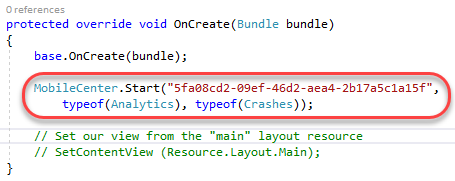 0 references
protected override void OnCreate(Bundle bundle)
{
base.OnCreate(bundle);
MobileCenter.Start("5fa08cd2-09ef-46d2-aea4-2b17a5c1a15f",
typeof(Analytics), typeof(Crashes));
// Set our view from the "main" layout resource
// SetContentView (Resource.Layout.Main);
}